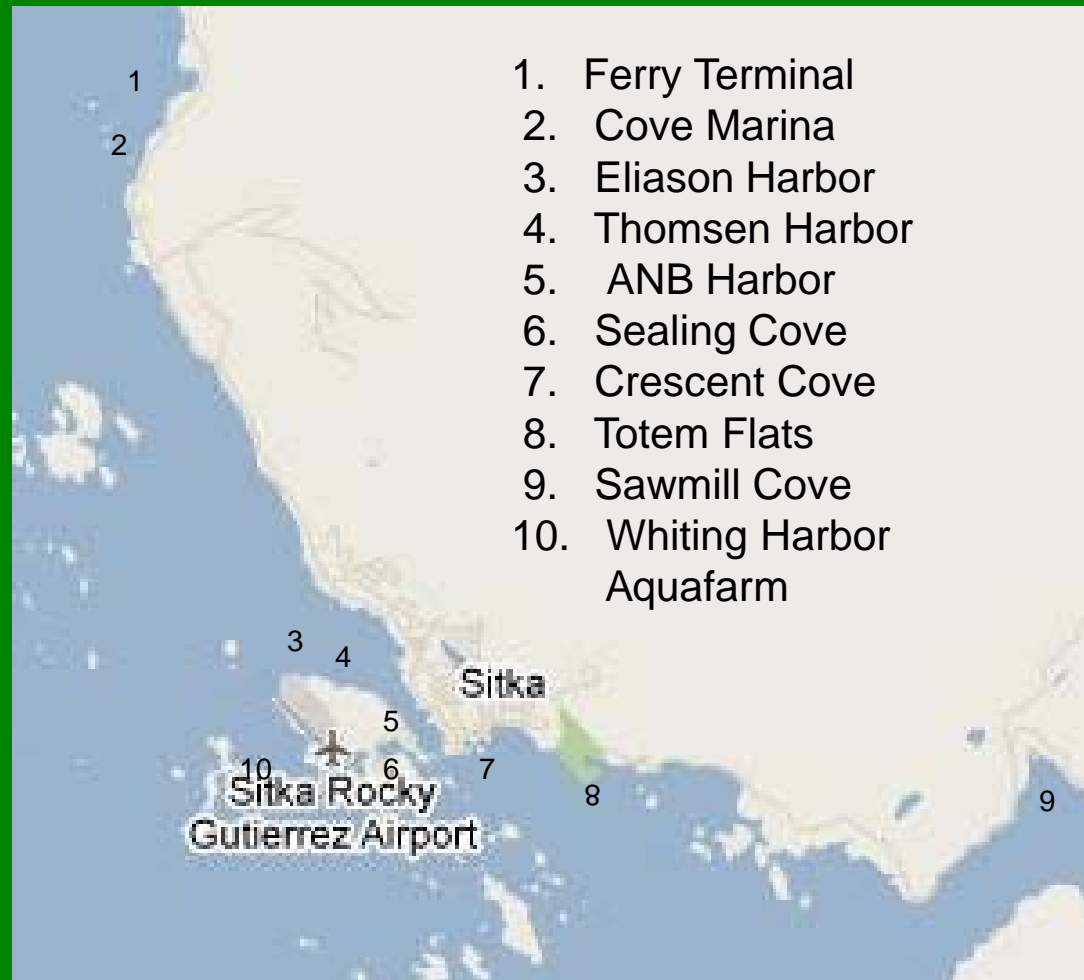 1. Ferry Terminal
2. Cove Marina
3. Eliason Harbor
4. Thomsen Harbor
5. ANB Harbor
6. Sealing Cove
7. Crescent Cove
8. Totem Flats
9. Sawmill Cove
10. Whiting Harbor
Aquafarm
1
2
3
4
Sitka
5
10
6
7
Sitka Rocky
Gutierrez Airport
8
9